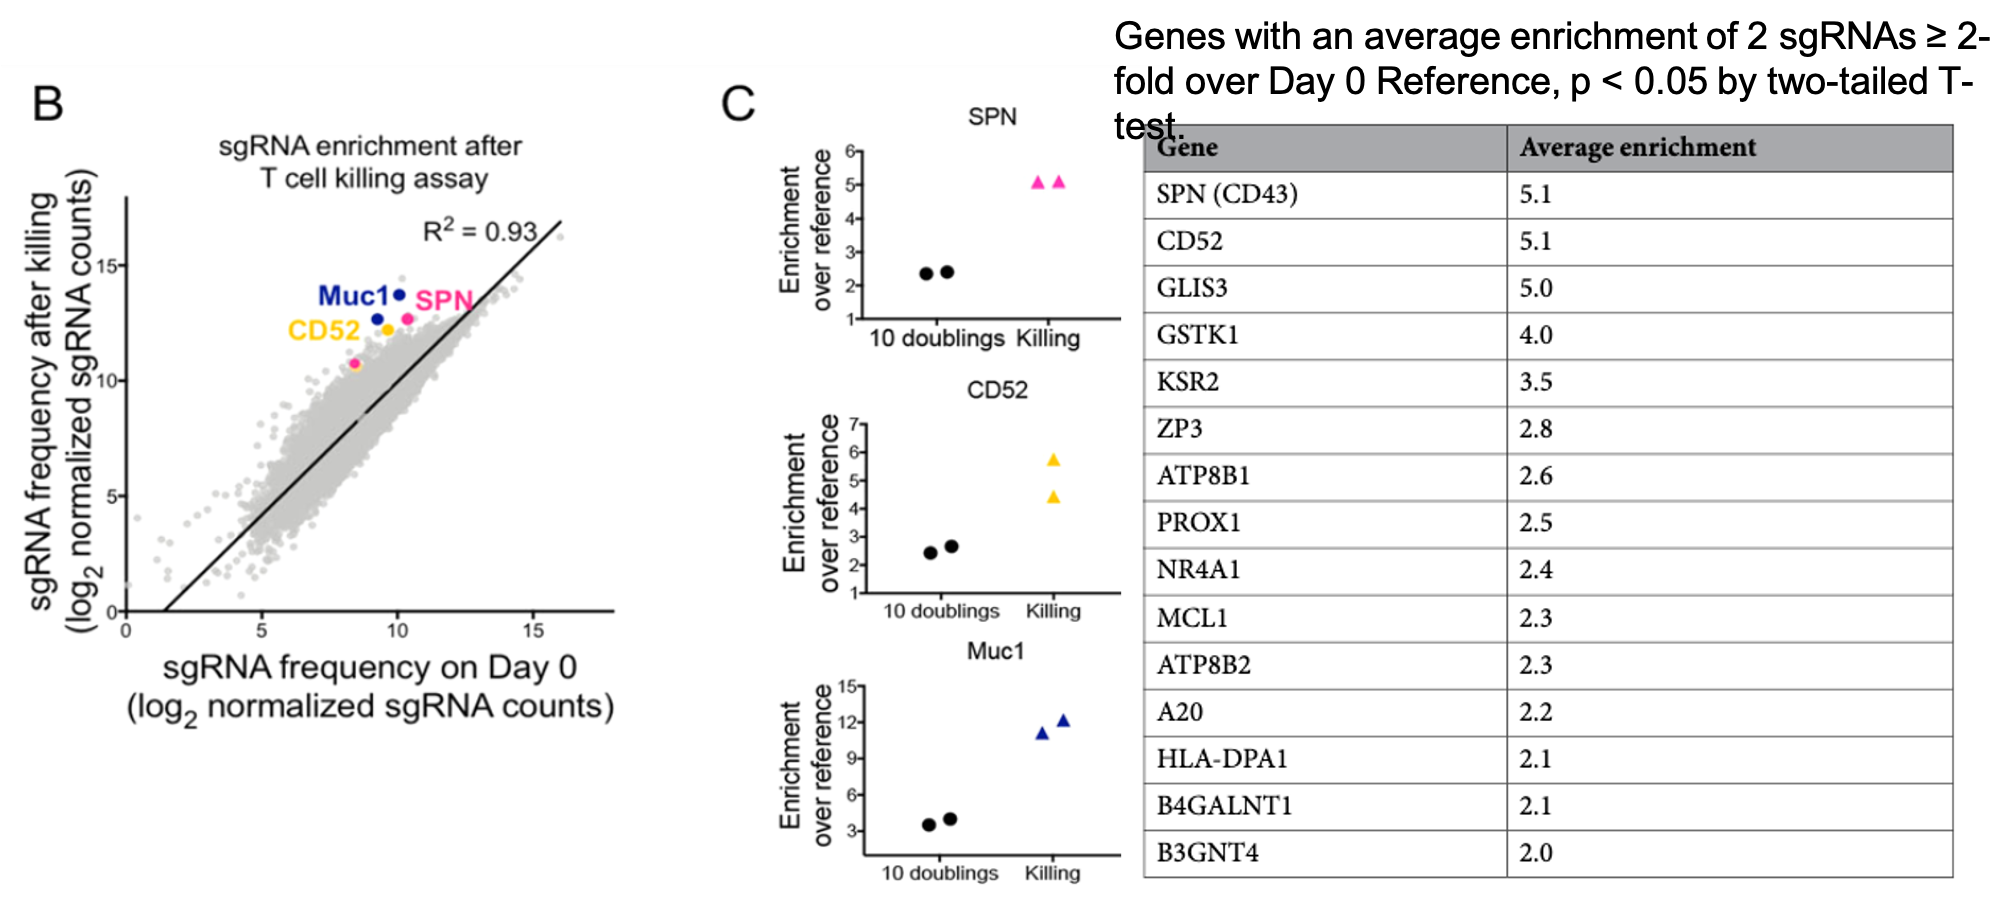 Genes with an average enrichment of 2 sgRNAs ≥ 2-
fold over Day 0 Reference, p < 0.05 by two-tailed T-
test.
B
sgRNA enrichment after
T cell killing assay
R2 = 0.93
Muc1
SPN
CD52
sgRNA frequency after killing
(log2 normalized sgRNA counts)
15
10
5
0
0 5 10 15
sgRNA frequency on Day 0
(log2 normalized sgRNA counts)
C
SPN
Enrichment
over reference
6
5
4
3
2
1
10 doublings Killing
CD52
Enrichment
over reference
7
6
5
4
3
2
1
10 doublings Killing
Muc1
Enrichment
over reference
15
12
9
6
3
10 doublings Killing
Gene Average enrichment
SPN (CD43) 5.1
CD52 5.1
GLIS3 5.0
GSTK1 4.0
KSR2 3.5
ZP3 2.8
ATP8B1 2.6
PROX1 2.5
NR4A1 2.4
MCL1 2.3
ATP8B2 2.3
A20 2.2
HLA-DPA1 2.1
B4GALNT1 2.1
B3GNT4 2.0